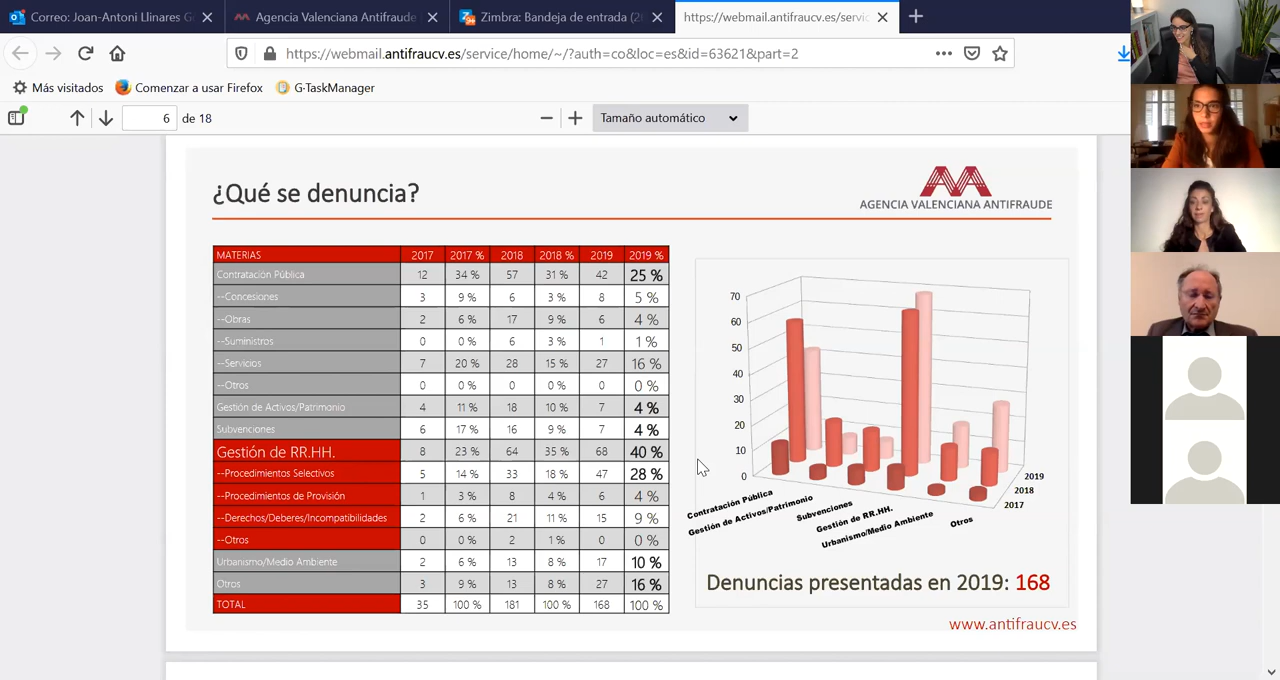 Correo: Joan-Antoni Llinares G
Agencia Valenciana Antifraude
Zimbra: Bandeja de entrada (2
https://webmail.antifraucv.es/servic
https://webmail.antifraucv.es/service/home/~/?auth=co&loc=es&id=63621&part=2
Más visitados
Comenzar a usar Firefox
G·TaskManager
6 de 18
Tamaño automático
¿Qué se denuncia?
AGENCIA VALENCIANA ANTIFRAUDE
MATERIAS 2017 2017 % 2018 2018 % 2019 2019 %
Contratación Pública 12 34 % 57 31 % 42 25 %
--Concesiones 3 9 % 6 3 % 8 5 %
--Obras 2 6 % 17 9 % 6 4 %
--Suministros 0 0 % 6 3 % 1 1 %
--Servicios 7 20 % 28 15 % 27 16 %
--Otros 0 0 % 0 0 % 0 0 %
Gestión de Activos/Patrimonio 4 11 % 18 10 % 7 4 %
Subvenciones 6 17 % 16 9 % 7 4 %
Gestión de RR.HH. 8 23 % 64 35 % 68 40 %
--Procedimientos Selectivos 5 14 % 33 18 % 47 28 %
--Procedimientos de Provisión 1 3 % 8 4 % 6 4 %
--Derechos/Deberes/Incompatibilidades 2 6 % 21 11 % 15 9 %
--Otros 0 0 % 2 1 % 0 0 %
Urbanismo/Medio Ambiente 2 6 % 13 8 % 17 10 %
Otros 3 9 % 13 8 % 27 16 %
TOTAL 35 100 % 181 100 % 168 100 %
70
60
50
40
30
20
10
0
Contratación Pública
Gestión de Activos/Patrimonio
Subvenciones
Gestión de RR.HH.
Urbanismo/Medio Ambiente
Otros
2019
2018
2017
Denuncias presentadas en 2019: 168
www.antifraucv.es